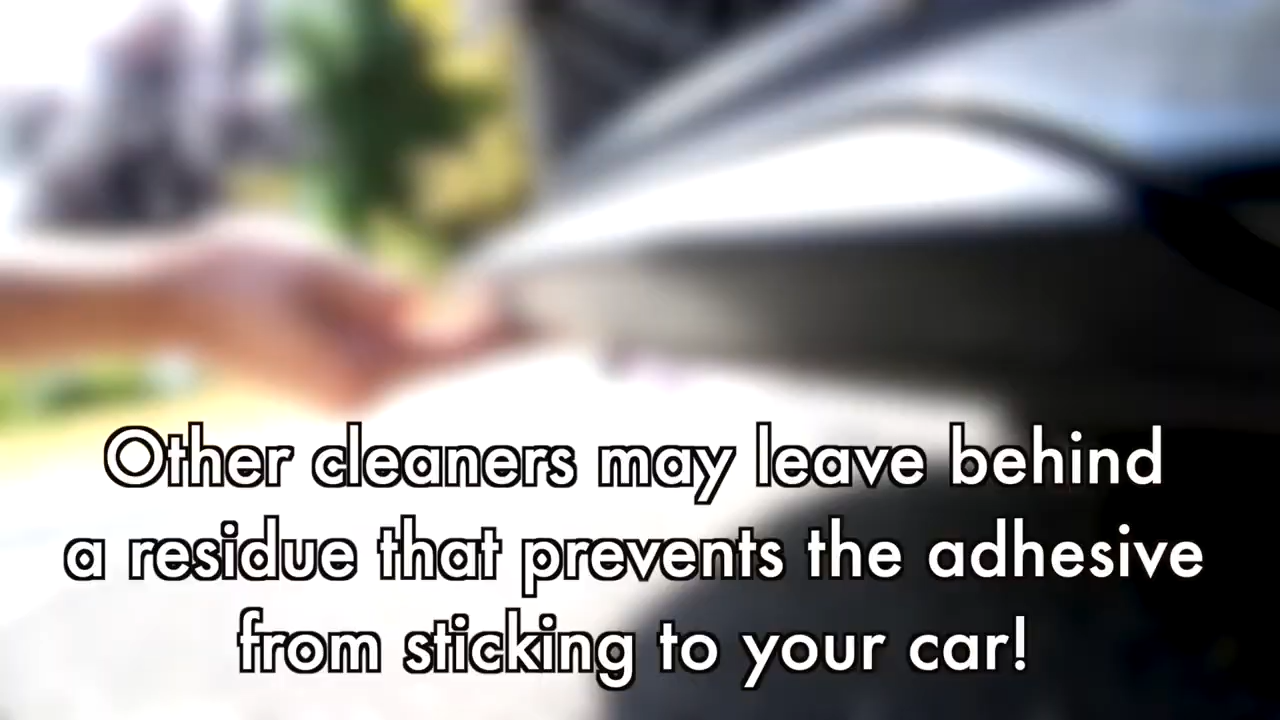 Other cleaners may leave behind
a residue that prevents the adhesive
from sticking to your car!